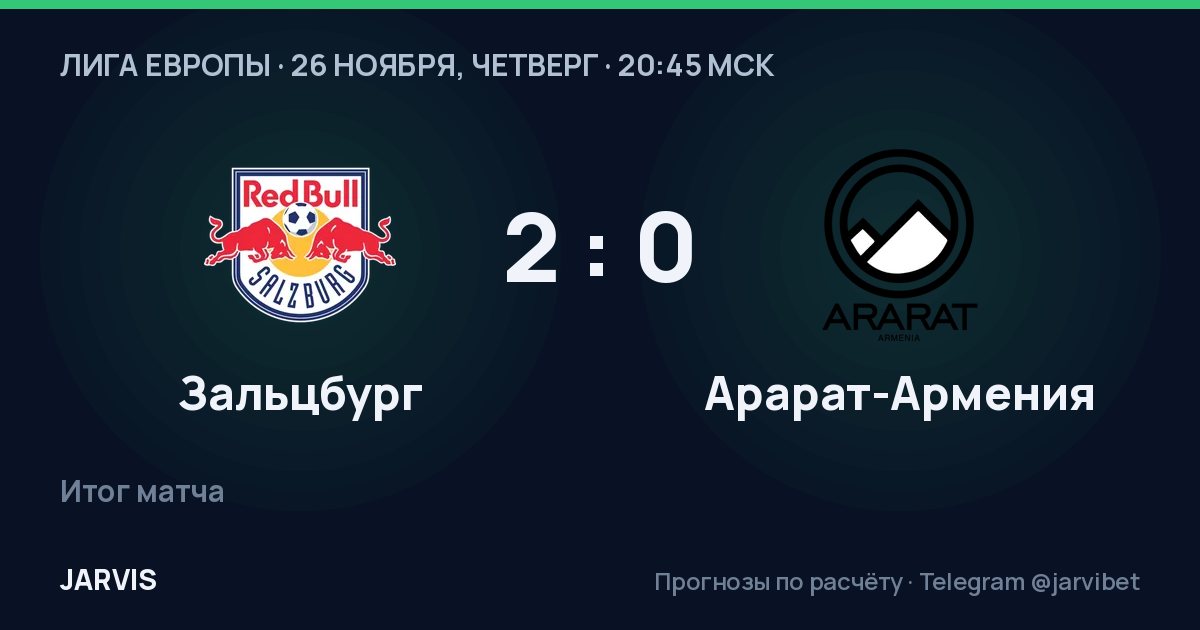 ЛИГА ЕВРОПЫ · 26 НОЯБРЯ, ЧЕТВЕРГ · 20:45 МСК
Red Bull
SALZBURG
2 : 0
ARARAT
ARMENIA
Зальцбург
Арарат-Армения
Итог матча
JARVIS
Прогнозы по расчёту · Telegram @jarvibet